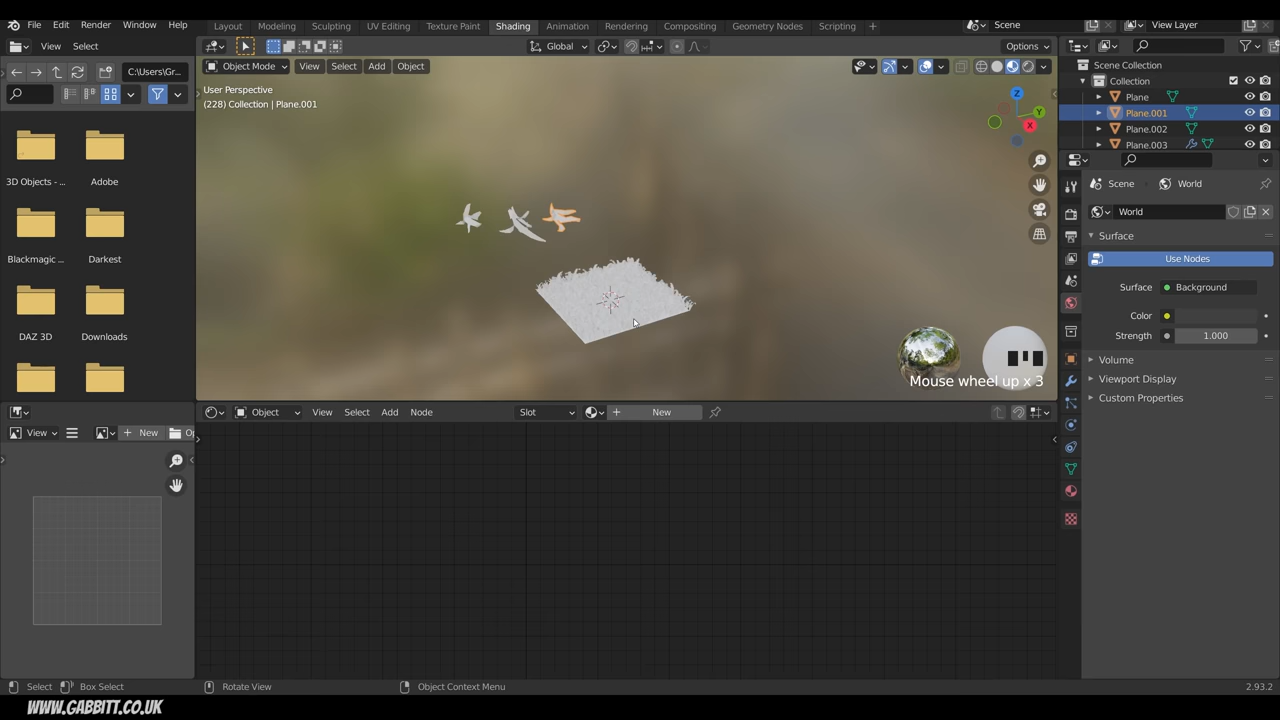 File Edit Render Window Help Layout Modeling Sculpting UV Editing Texture Paint Shading Animation Rendering Compositing Geometry Nodes Scripting + Scene View Layer
View Select Global Options
C:\Users\Gr... Object Mode View Select Add Object
User Perspective
(228) Collection | Plane.001
Scene Collection
Collection
Plane
Plane.001
Plane.002
Plane.003
Z
Y
X
3D Objects - ... Adobe
Blackmagic ... Darkest
DAZ 3D Downloads
Scene World
World
Surface
Use Nodes
Surface Background
Color
Strength 1.000
Volume
Viewport Display
Custom Properties
Mouse wheel up x 3
Object View Select Add Node Slot + New
View + New
Select Box Select Rotate View Object Context Menu 2.93.2
WWW.GABBITT.CO.UK